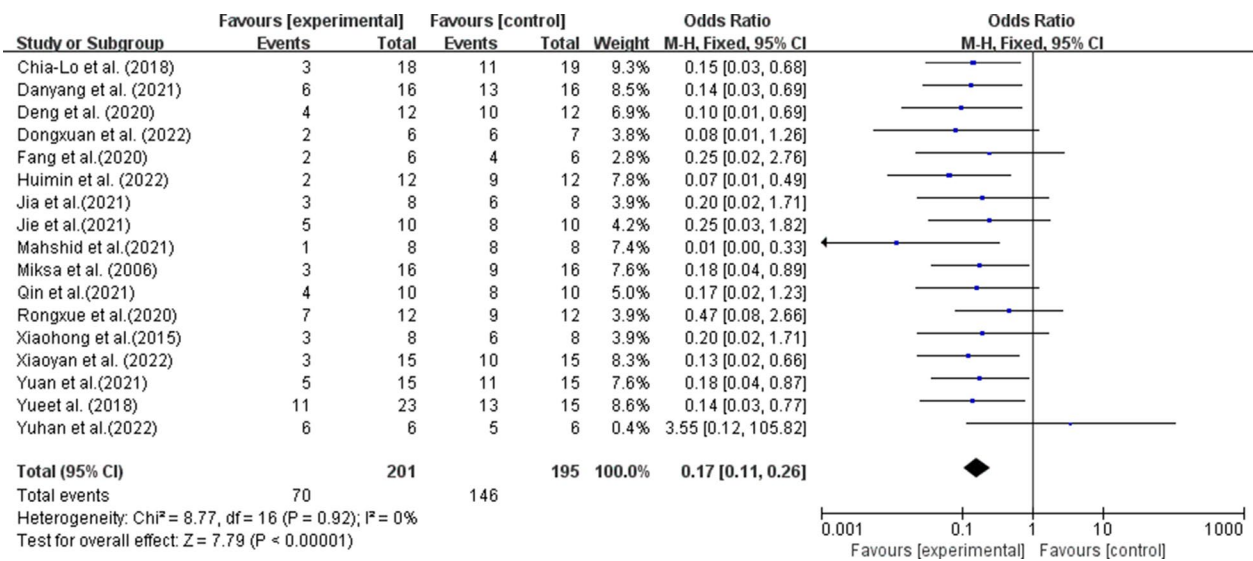 Favours [experimental] Favours [control] Odds Ratio Odds Ratio
Study or Subgroup Events Total Events Total Weight M-H, Fixed, 95% CI M-H, Fixed, 95% CI
Chia-Lo et al. (2018) 3 18 11 19 9.3% 0.15 [0.03, 0.68]
Danyang et al. (2021) 6 16 13 16 8.5% 0.14 [0.03, 0.69]
Deng et al. (2020) 4 12 10 12 7.1% 0.10 [0.01, 0.69]
Dongxuan et al. (2022) 2 6 6 7 3.8% 0.08 [0.01, 1.26]
Fang et al.(2020) 2 6 4 6 2.8% 0.25 [0.02, 2.76]
Huimin et al. (2022) 2 12 9 12 7.8% 0.07 [0.01, 0.49]
Jia et al.(2021) 3 8 6 8 3.9% 0.20 [0.02, 1.71]
Jie et al.(2021) 5 10 8 10 4.2% 0.25 [0.03, 1.82]
Mahshid et al.(2021) 1 8 8 8 7.4% 0.01 [0.00, 0.33]
Miksa et al. (2006) 3 16 9 16 7.6% 0.18 [0.04, 0.89]
Qin et al.(2021) 4 10 8 10 5.0% 0.17 [0.02, 1.23]
Rongxue et al.(2020) 7 12 9 12 3.9% 0.47 [0.08, 2.66]
Xiaohong et al.(2015) 3 8 6 8 3.9% 0.20 [0.02, 1.71]
Xiaoyan et al. (2022) 3 15 10 15 8.3% 0.13 [0.02, 0.66]
Yuan et al.(2021) 5 15 11 15 7.6% 0.18 [0.04, 0.87]
Yueet al. (2018) 11 23 13 15 8.6% 0.14 [0.03, 0.77]
Yuhan et al.(2022) 6 6 5 6 0.4% 3.55 [0.12, 105.82]
Total (95% CI) 201 195 100.0% 0.17 [0.11, 0.26]
Total events 70 146
Heterogeneity: Chi² = 8.77, df = 16 (P = 0.92); I² = 0%
Test for overall effect: Z = 7.79 (P < 0.00001)
0.001 0.1 1 10 1000
Favours [experimental] Favours [control]